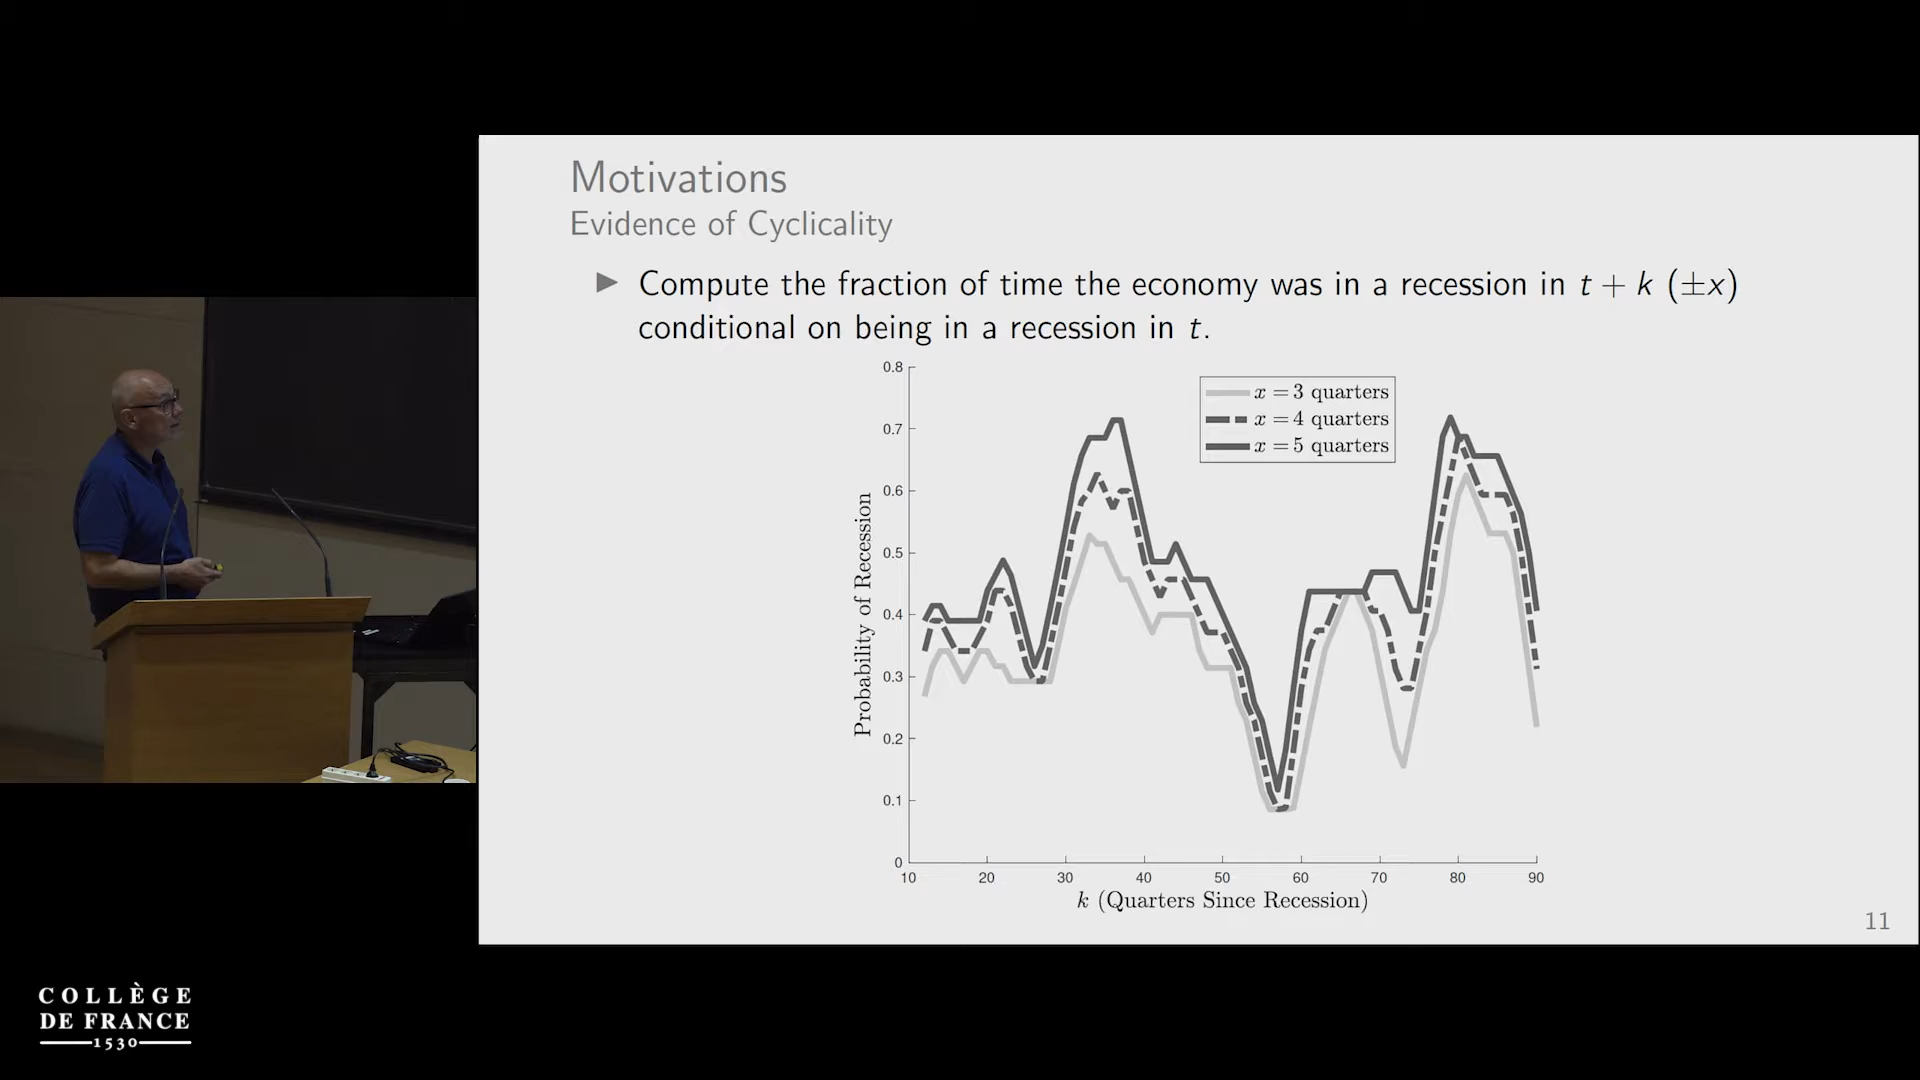 Motivations
Evidence of Cyclicality
▶ Compute the fraction of time the economy was in a recession in t + k (±x)
conditional on being in a recession in t.
0.8
0.7
0.6
0.5
0.4
0.3
0.2
0.1
0
Probability of Recession
x = 3 quarters
x = 4 quarters
x = 5 quarters
10 20 30 40 50 60 70 80 90
k (Quarters Since Recession)
11
COLLÈGE
DE FRANCE
1530